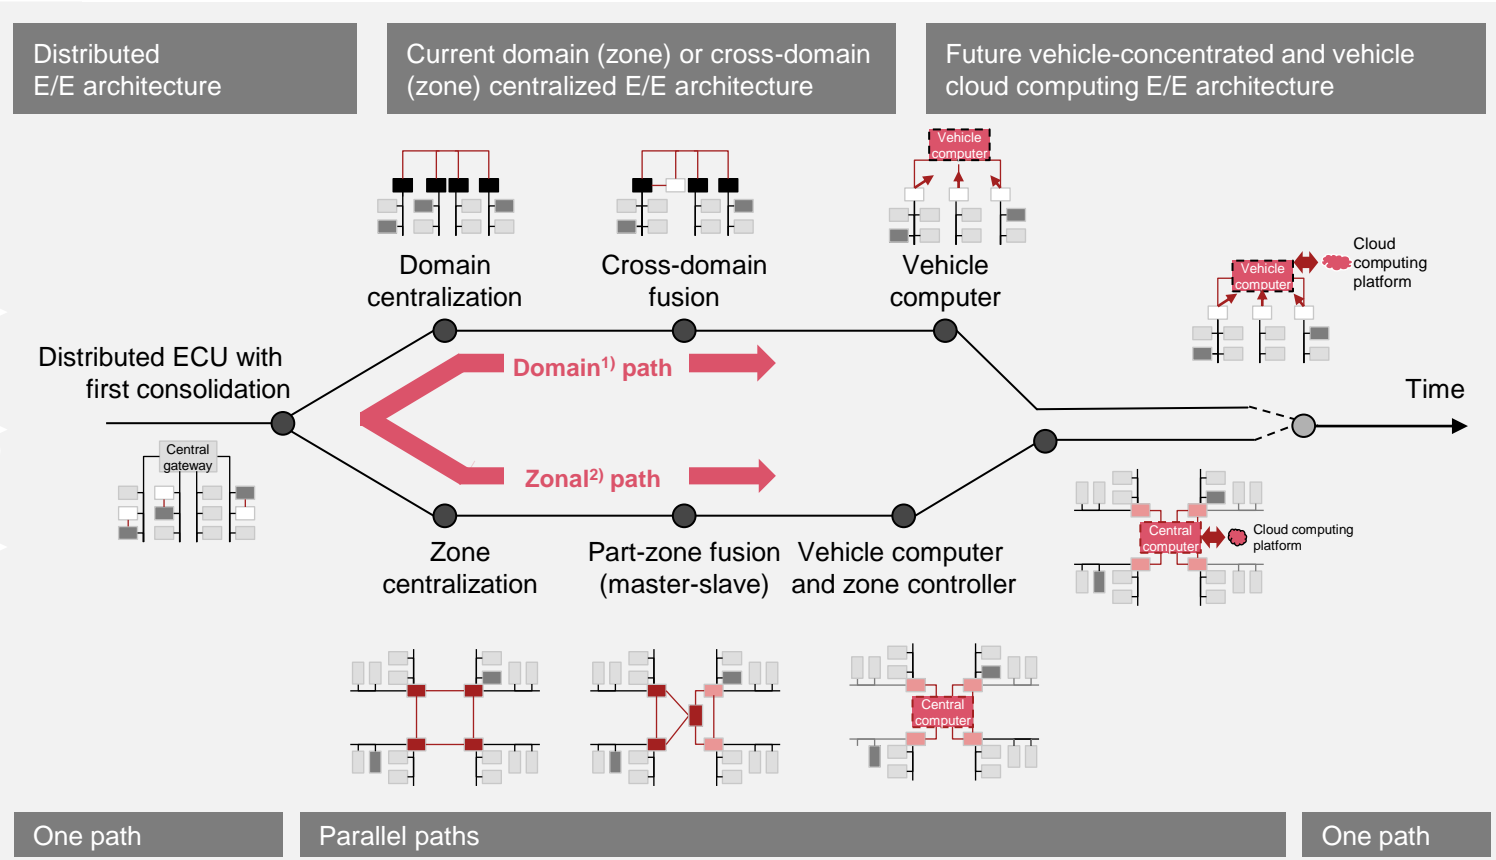 Distributed
E/E architecture
Current domain (zone) or cross-domain
(zone) centralized E/E architecture
Future vehicle-concentrated and vehicle
cloud computing E/E architecture
Vehicle
computer
Domain
centralization
Cross-domain
fusion
Vehicle
computer
Vehicle
computer
Cloud
computing
platform
Distributed ECU with
first consolidation
Domain¹⁾ path
Time
Central
gateway
Zonal²⁾ path
Zone
centralization
Part-zone fusion
(master-slave)
Vehicle computer
and zone controller
Central
computer
Cloud computing
platform
Central
computer
One path
Parallel paths
One path